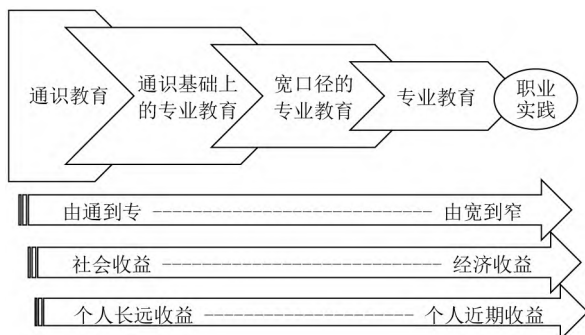 通识教育
通识基础上
的专业教育
宽口径的
专业教育
专业教育
职业
实践
由通到专 ---------------------------- 由宽到窄
社会收益 ---------------------------- 经济收益
个人长远收益 --------------------- 个人近期收益